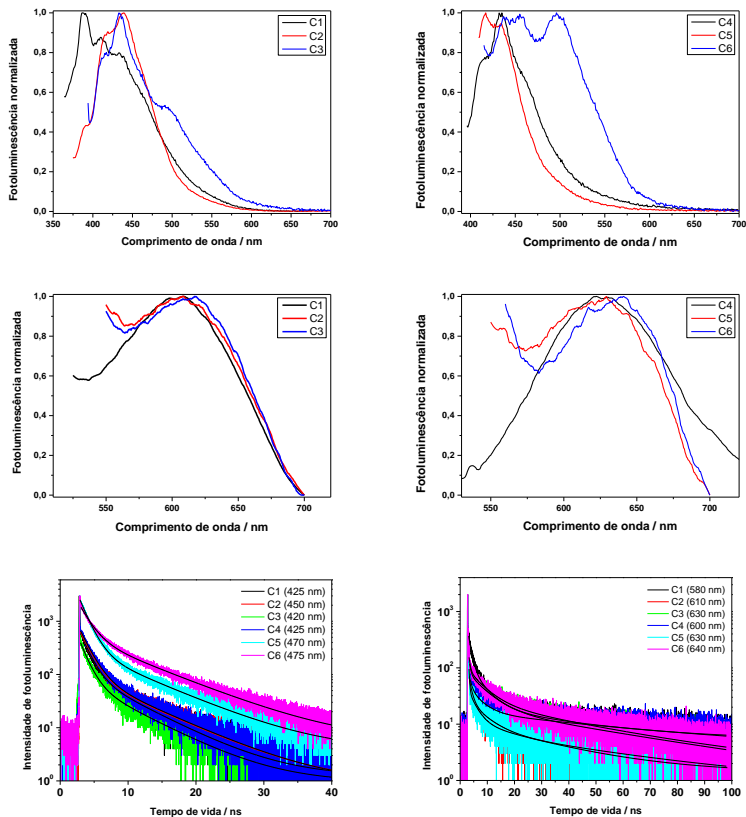 Fotoluminescência normalizada
1,0
0,8
0,6
0,4
0,2
0,0
350 400 450 500 550 600 650 700
Comprimento de onda / nm
C1
C2
C3
Fotoluminescência normalizada
1,0
0,8
0,6
0,4
0,2
0,0
400 450 500 550 600 650 700
Comprimento de onda / nm
C4
C5
C6
Fotoluminescência normalizada
1,0
0,8
0,6
0,4
0,2
0,0
550 600 650 700
Comprimento de onda / nm
C1
C2
C3
Fotoluminescência normalizada
1,0
0,8
0,6
0,4
0,2
0,0
550 600 650 700
Comprimento de onda / nm
C4
C5
C6
Intensidade de fotoluminescência
10³
10²
10¹
10⁰
0 10 20 30 40
Tempo de vida / ns
C1 (425 nm)
C2 (450 nm)
C3 (420 nm)
C4 (425 nm)
C5 (470 nm)
C6 (475 nm)
Intensidade de fotoluminescência
10³
10²
10¹
10⁰
0 10 20 30 40 50 60 70 80 90 100
Tempo de vida / ns
C1 (580 nm)
C2 (610 nm)
C3 (630 nm)
C4 (600 nm)
C5 (630 nm)
C6 (640 nm)